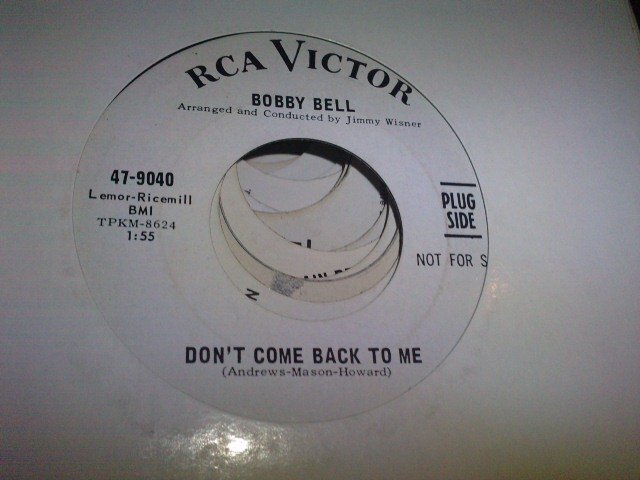 RCA VICTOR
BOBBY BELL
Arranged and Conducted by Jimmy Wisner
47-9040
Lemor-Ricemill
BMI
TPKM-8624
1:55
PLUG
SIDE
NOT FOR S
DON'T COME BACK TO ME
(Andrews-Mason-Howard)